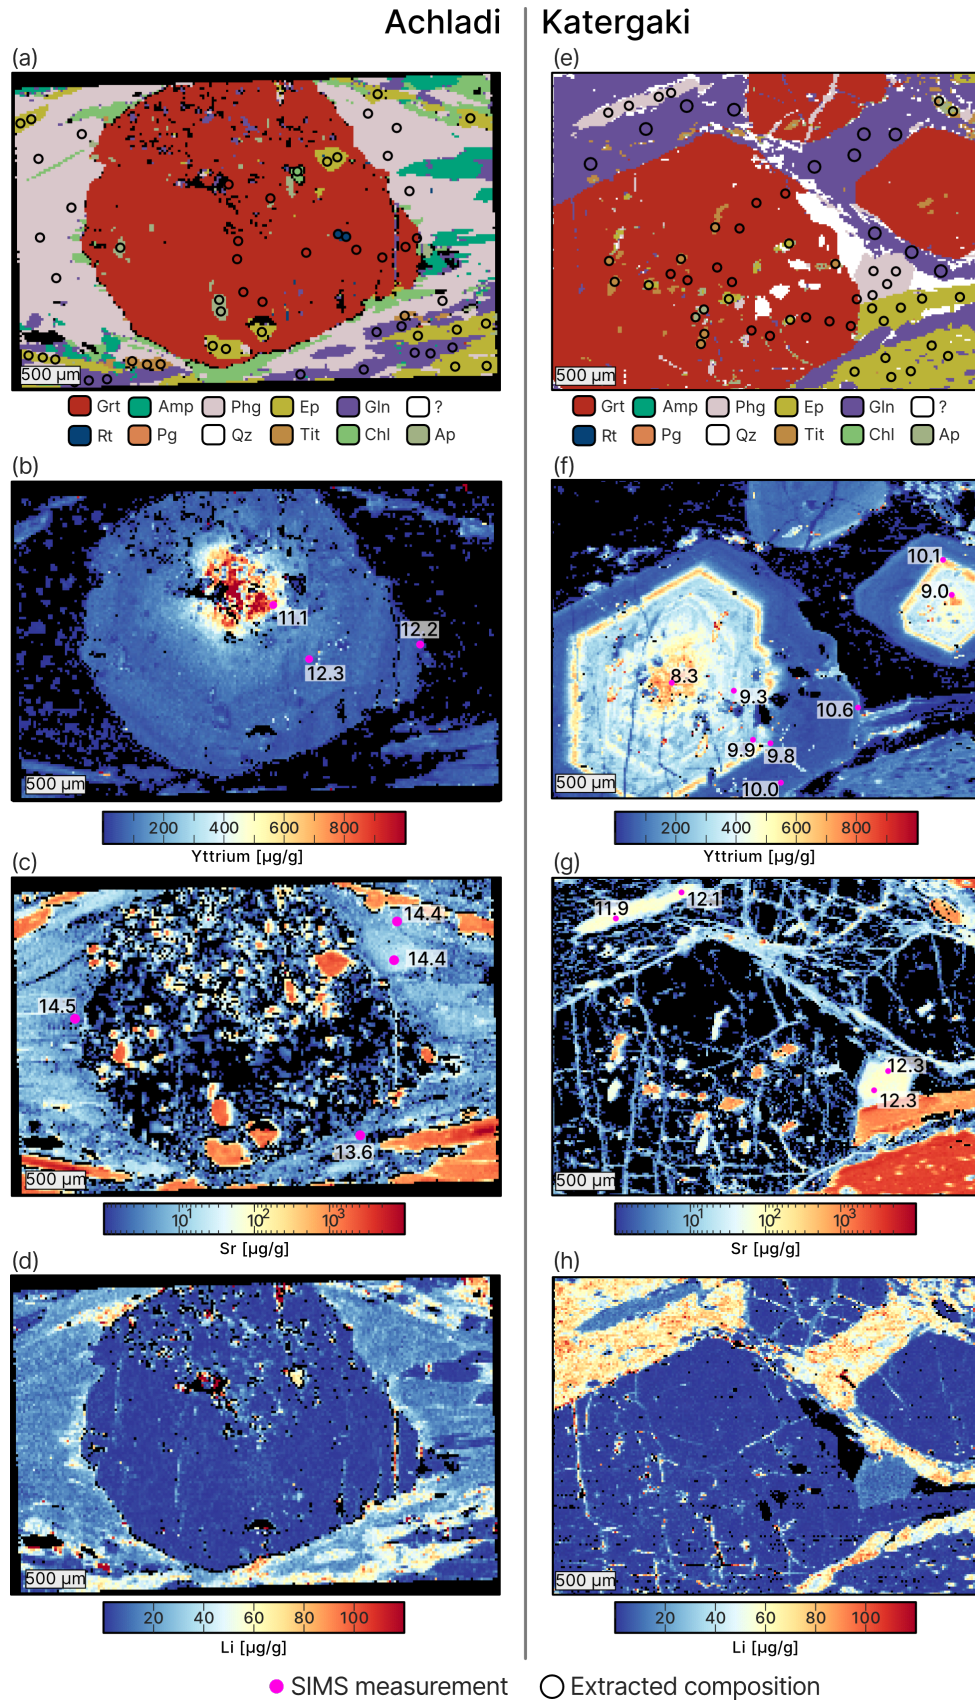 Achladi
Katergaki
(a)
500 µm
Grt Amp Phg Ep Gln ?
Rt Pg Qz Tit Chl Ap
(e)
500 µm
Grt Amp Phg Ep Gln ?
Rt Pg Qz Tit Chl Ap
(b)
11.1
12.2
12.3
500 µm
200 400 600 800
Yttrium [µg/g]
(f)
10.1
9.0
8.3
9.3
10.6
9.9
9.8
10.0
500 µm
200 400 600 800
Yttrium [µg/g]
(c)
14.4
14.4
14.5
13.6
500 µm
10¹ 10² 10³
Sr [µg/g]
(g)
11.9
12.1
12.3
12.3
500 µm
10¹ 10² 10³
Sr [µg/g]
(d)
500 µm
20 40 60 80 100
Li [µg/g]
(h)
500 µm
20 40 60 80 100
Li [µg/g]
SIMS measurement
Extracted composition